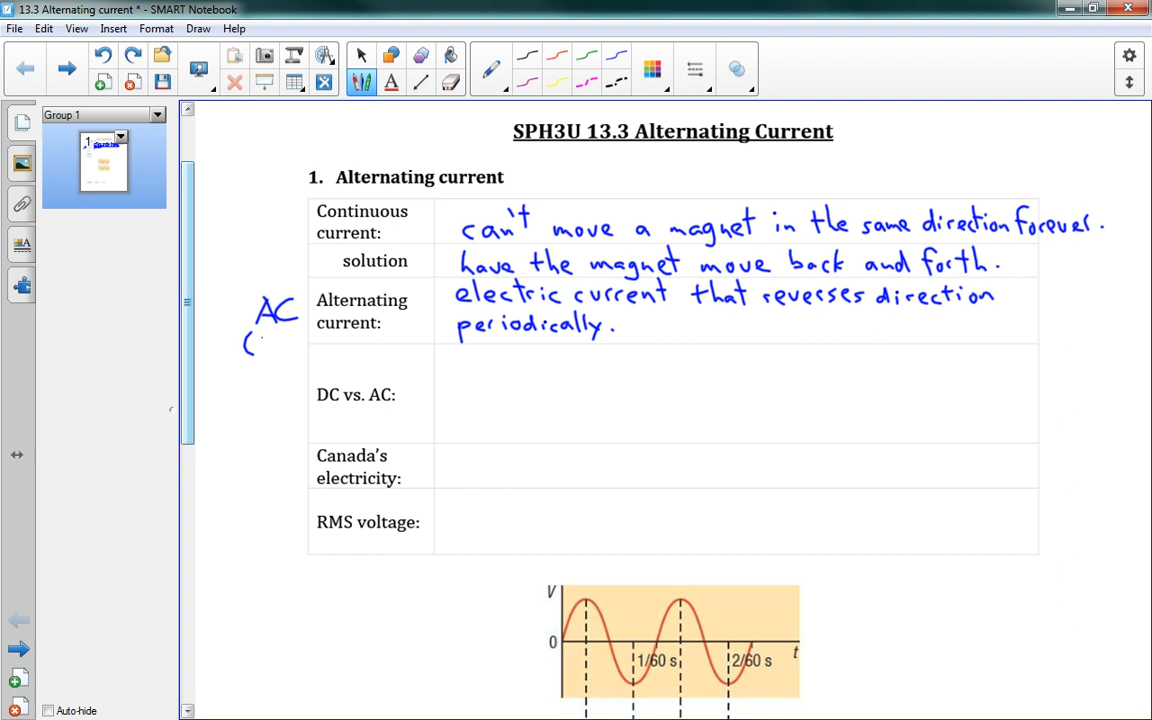 13.3 Alternating current * - SMART Notebook
File Edit View Insert Format Draw Help
Group 1
1
SPH3U 13.3 Alternating Current
1. Alternating current
Continuous current:
can't move a magnet in the same direction forever.
solution
have the magnet move back and forth.
AC
(
Alternating current:
electric current that reverses direction
periodically.
DC vs. AC:
Canada's
electricity:
RMS voltage:
V
0
1/60 s
2/60 s
t
Auto-hide